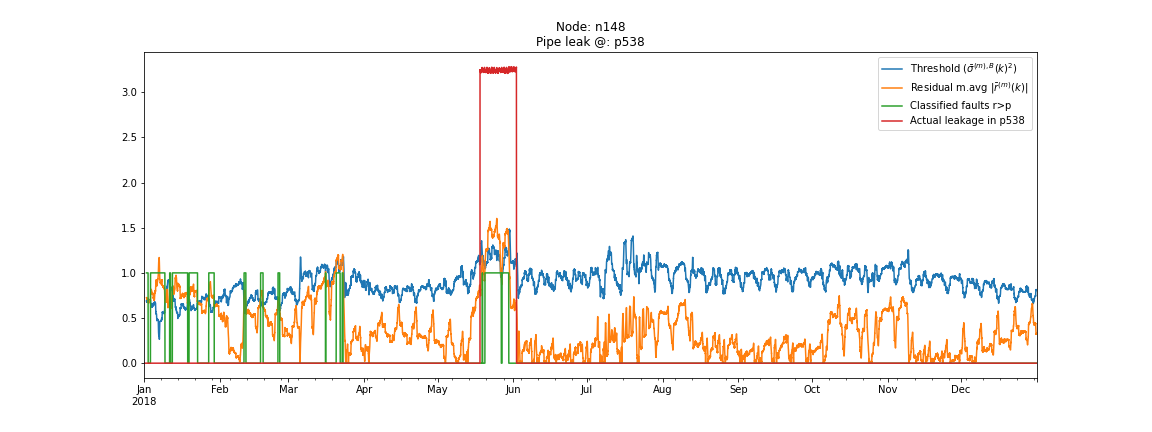 Node: n148
Pipe leak @: p538
Threshold (σ̄^(m),B(k)²)
Residual m.avg |r̄^(m)(k)|
Classified faults r>p
Actual leakage in p538
3.0
2.5
2.0
1.5
1.0
0.5
0.0
Jan Feb Mar Apr May Jun Jul Aug Sep Oct Nov Dec
2018